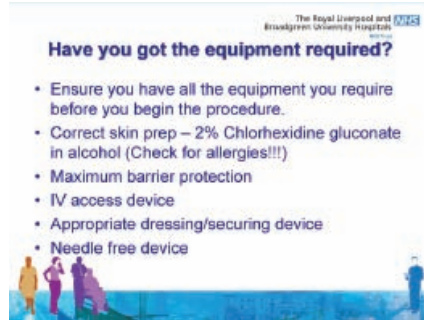 The Royal Liverpool and
Broadgreen University Hospitals
NHS
Have you got the equipment required?
• Ensure you have all the equipment you require
before you begin the procedure.
• Correct skin prep – 2% Chlorhexidine gluconate
in alcohol (Check for allergies!!!)
• Maximum barrier protection
• IV access device
• Appropriate dressing/securing device
• Needle free device